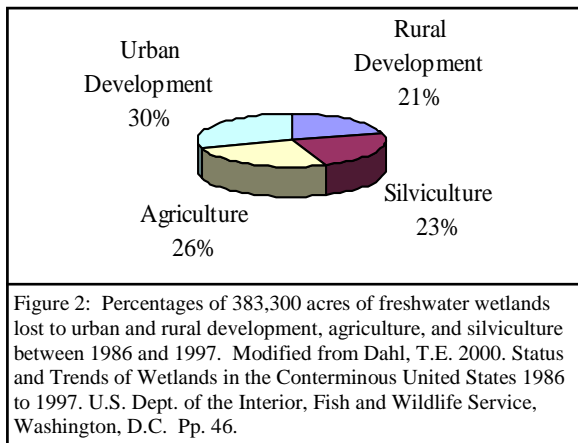 Urban
Development
30%
Rural
Development
21%
Agriculture
26%
Silviculture
23%
Figure 2:  Percentages of 383,300 acres of freshwater wetlands
lost to urban and rural development, agriculture, and silviculture
between 1986 and 1997.  Modified from Dahl, T.E. 2000. Status
and Trends of Wetlands in the Conterminous United States 1986
to 1997. U.S. Dept. of the Interior, Fish and Wildlife Service,
Washington, D.C.  Pp. 46.